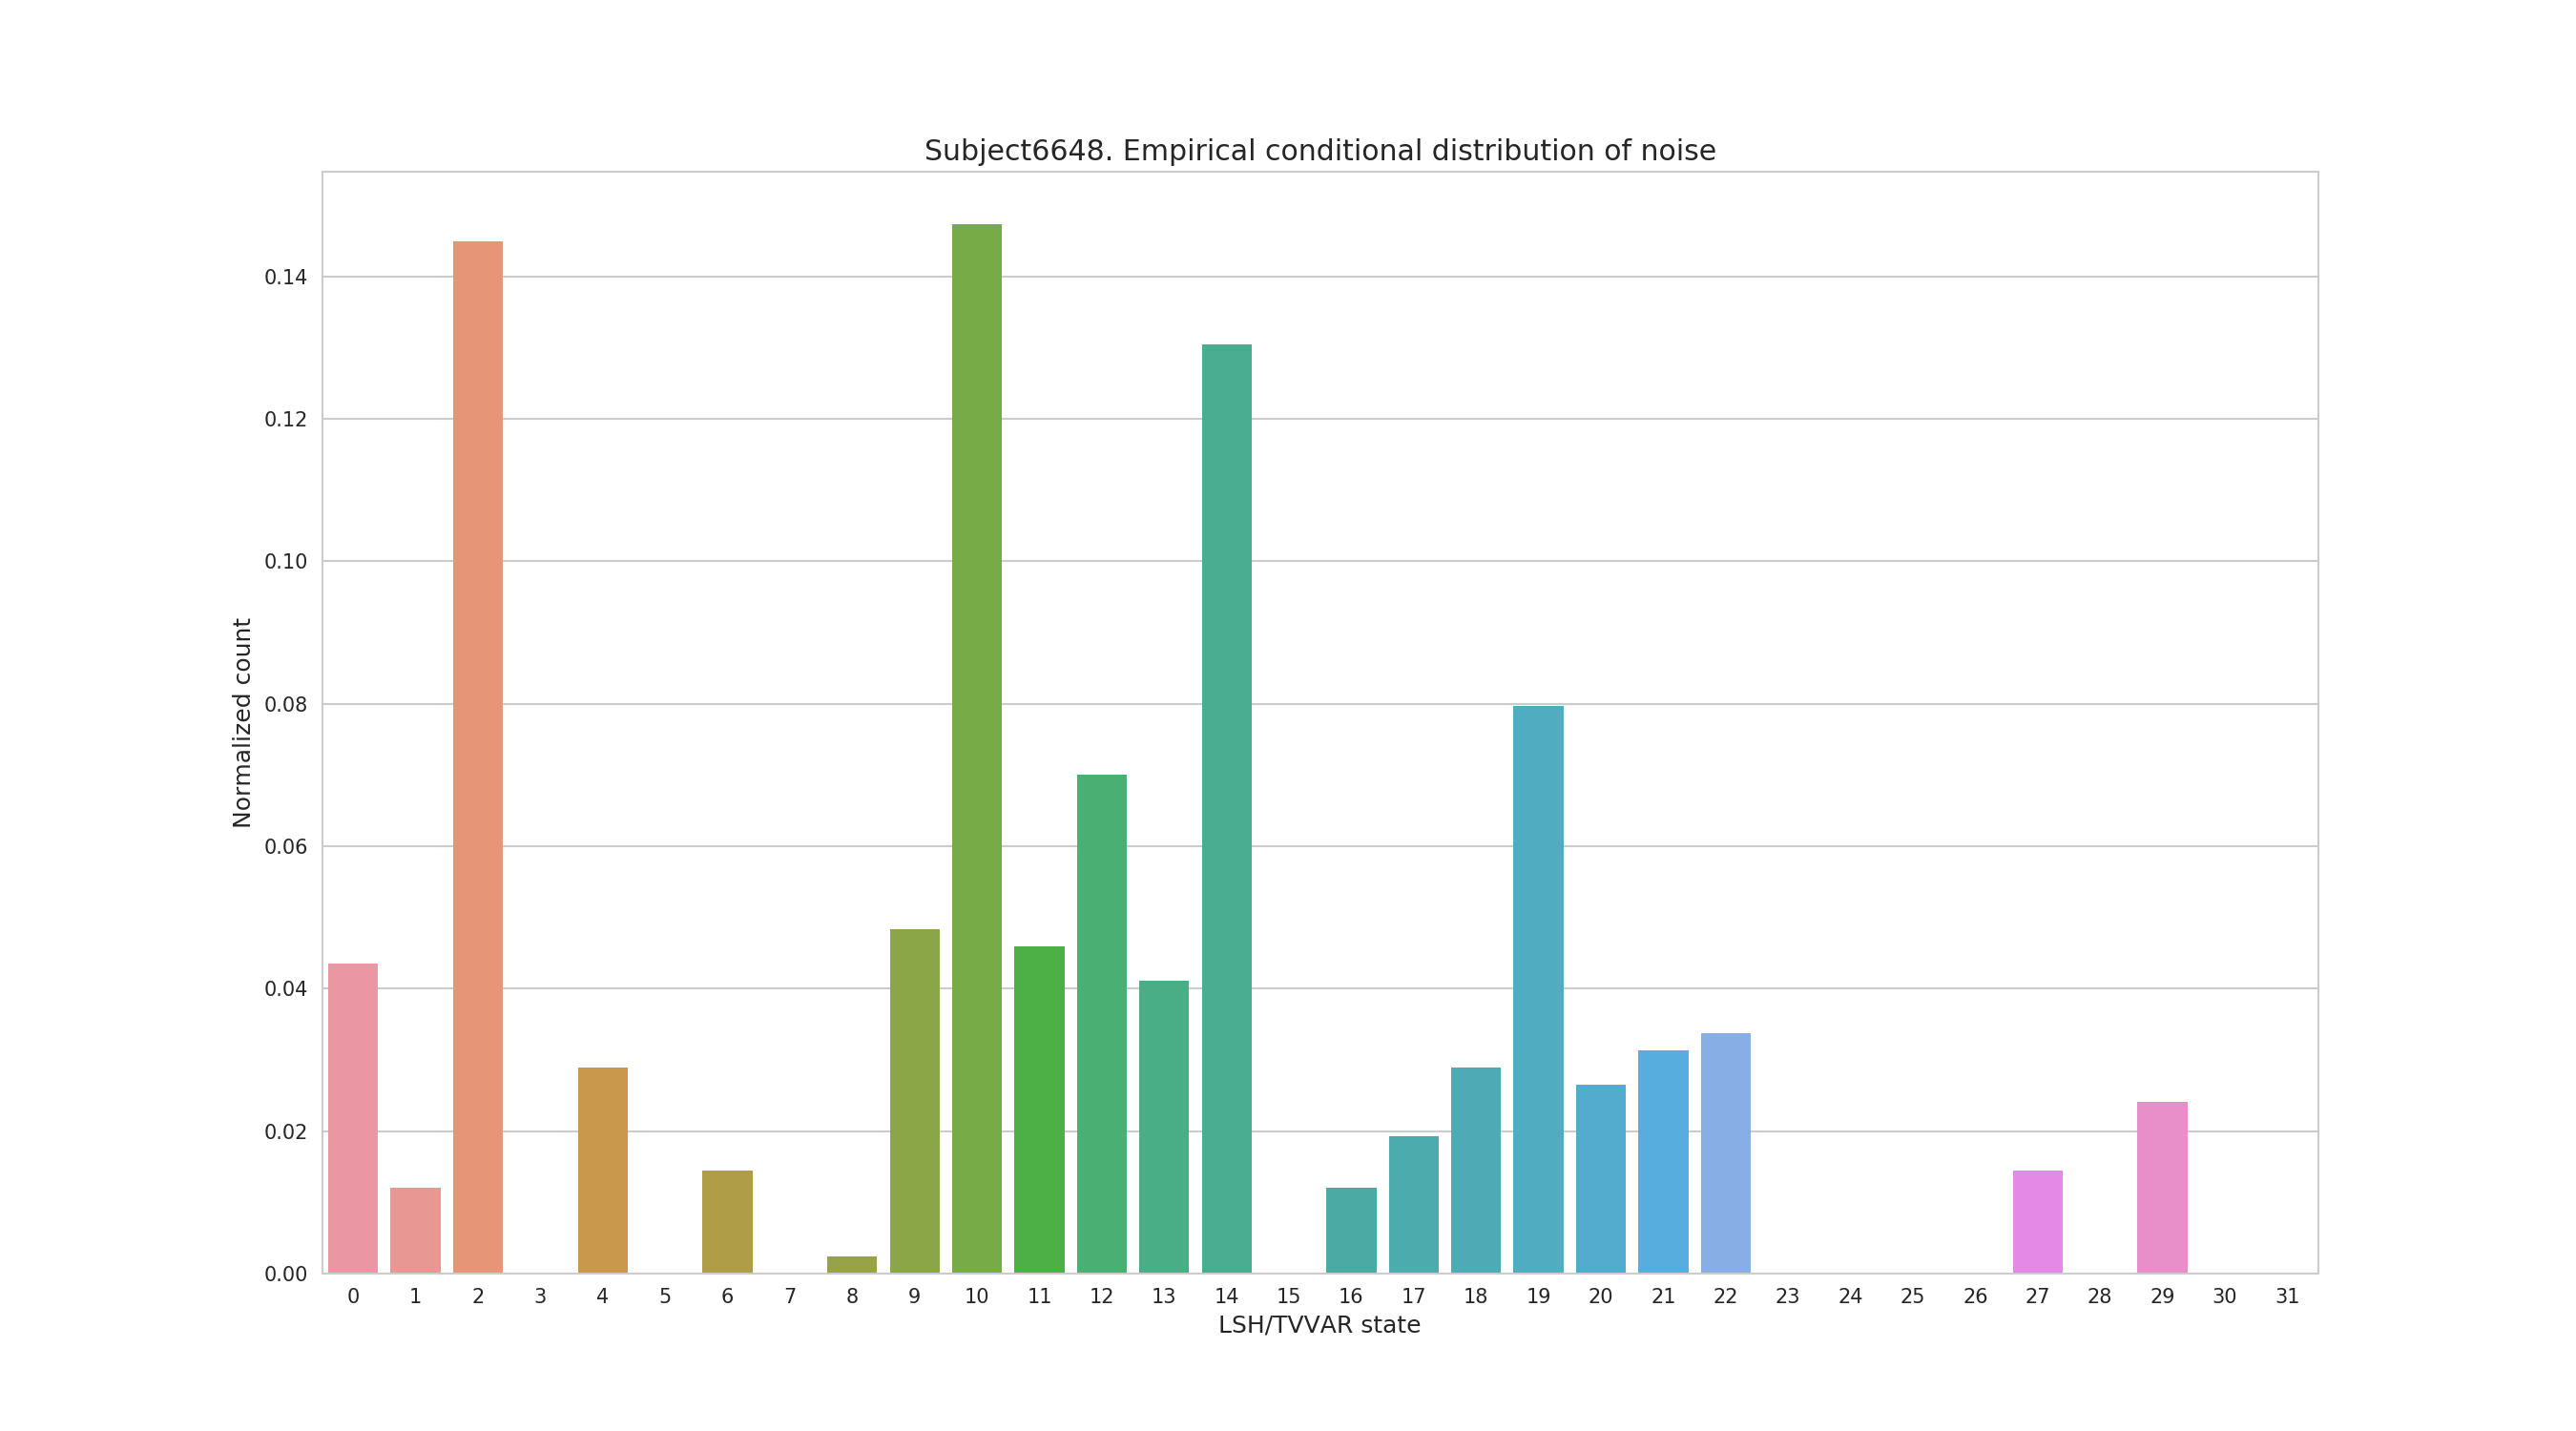 Subject6648. Empirical conditional distribution of noise
Normalized count
0.14
0.12
0.10
0.08
0.06
0.04
0.02
0.00
0 1 2 3 4 5 6 7 8 9 10 11 12 13 14 15 16 17 18 19 20 21 22 23 24 25 26 27 28 29 30 31
LSH/TVVAR state